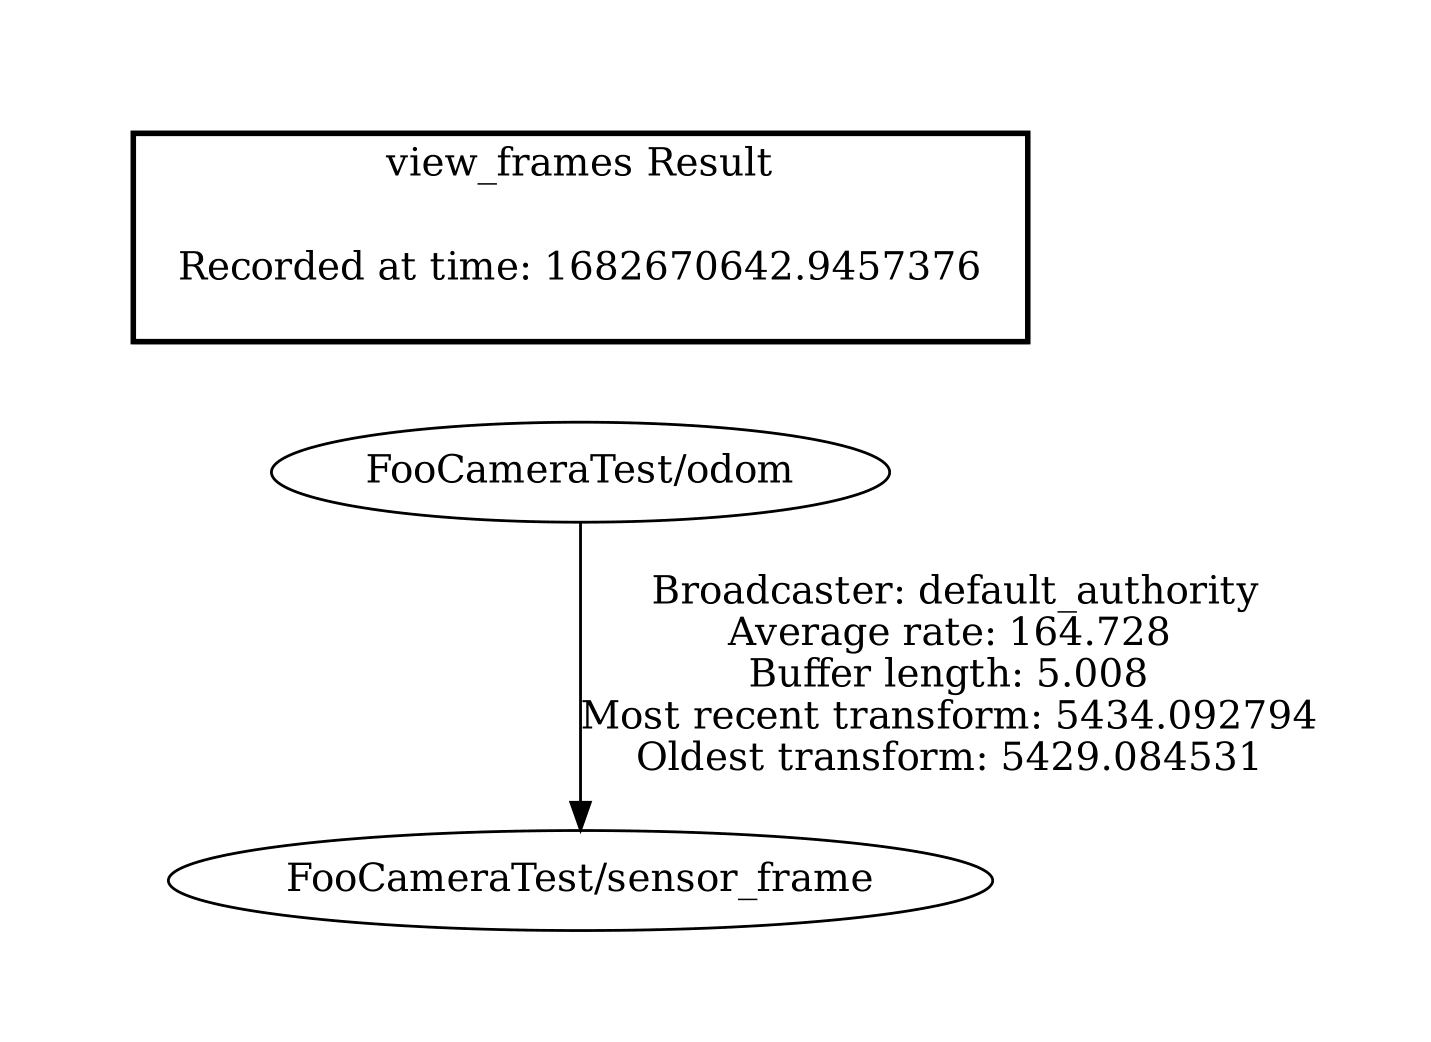 view_frames Result
Recorded at time: 1682670642.9457376
FooCameraTest/odom
Broadcaster: default_authority
Average rate: 164.728
Buffer length: 5.008
Most recent transform: 5434.092794
Oldest transform: 5429.084531
FooCameraTest/sensor_frame